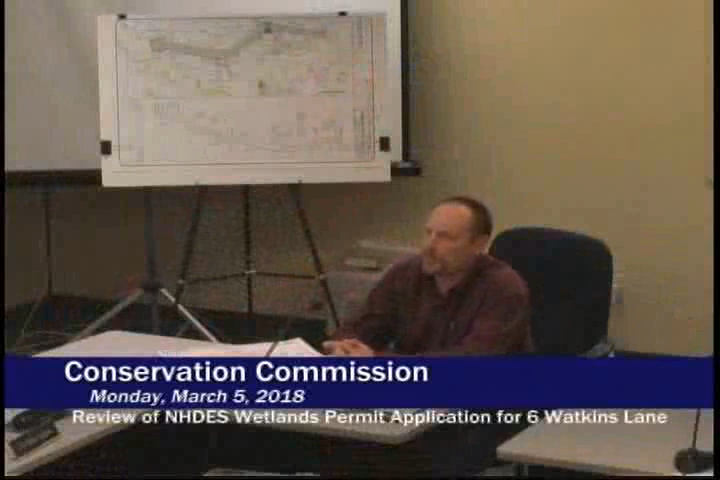 Conservation Commission
Monday, March 5, 2018
Review of NHDES Wetlands Permit Application for 6 Watkins Lane